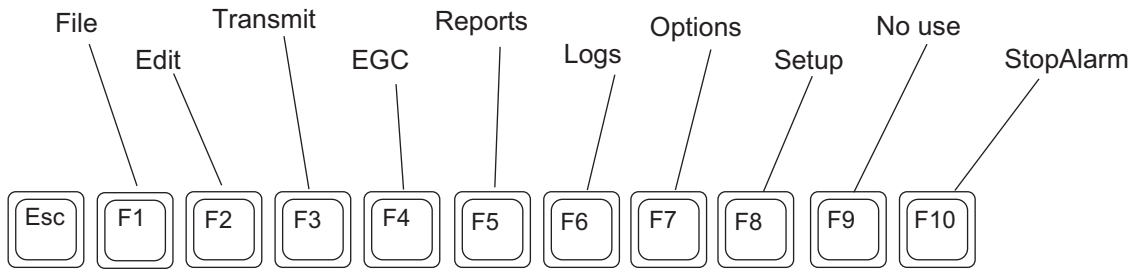 File
Transmit
Reports
Options
No use
Edit
EGC
Logs
Setup
StopAlarm
Esc
F1
F2
F3
F4
F5
F6
F7
F8
F9
F10